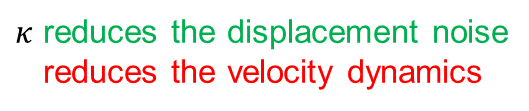 κ reduces the displacement noise
reduces the velocity dynamics